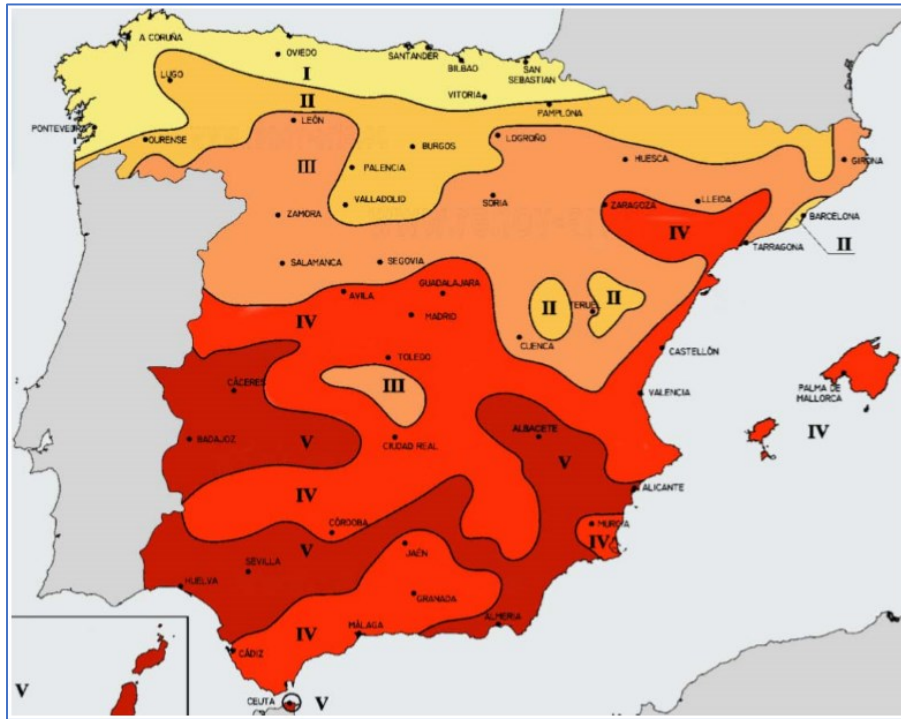 A CORUÑA
OVIEDO
SANTANDER
BILBAO
SAN
SEBASTIAN
LUGO
I
VITORIA
II
PAMPLONA
PONTEVEDRA
OURENSE
LEÓN
LOGROÑO
BURGOS
III
PALENCIA
HUESCA
GIRONA
VALLADOLID
SORIA
ZARAGOZA
LLEIDA
ZAMORA
BARCELONA
IV
TARRAGONA
II
SALAMANCA
SEGOVIA
AVILA
GUADALAJARA
II
TERUEL
II
IV
MADRID
CUENCA
TOLEDO
CASTELLÓN
CÁCERES
III
VALENCIA
PALMA DE
MALLORCA
IV
BADAJOZ
V
CIUDAD REAL
ALBACETE
V
ALICANTE
IV
CÓRDOBA
MURCIA
IV
V
JAÉN
SEVILLA
HUELVA
GRANADA
ALMERIA
IV
MÁLAGA
CÁDIZ
V
CEUTA
V